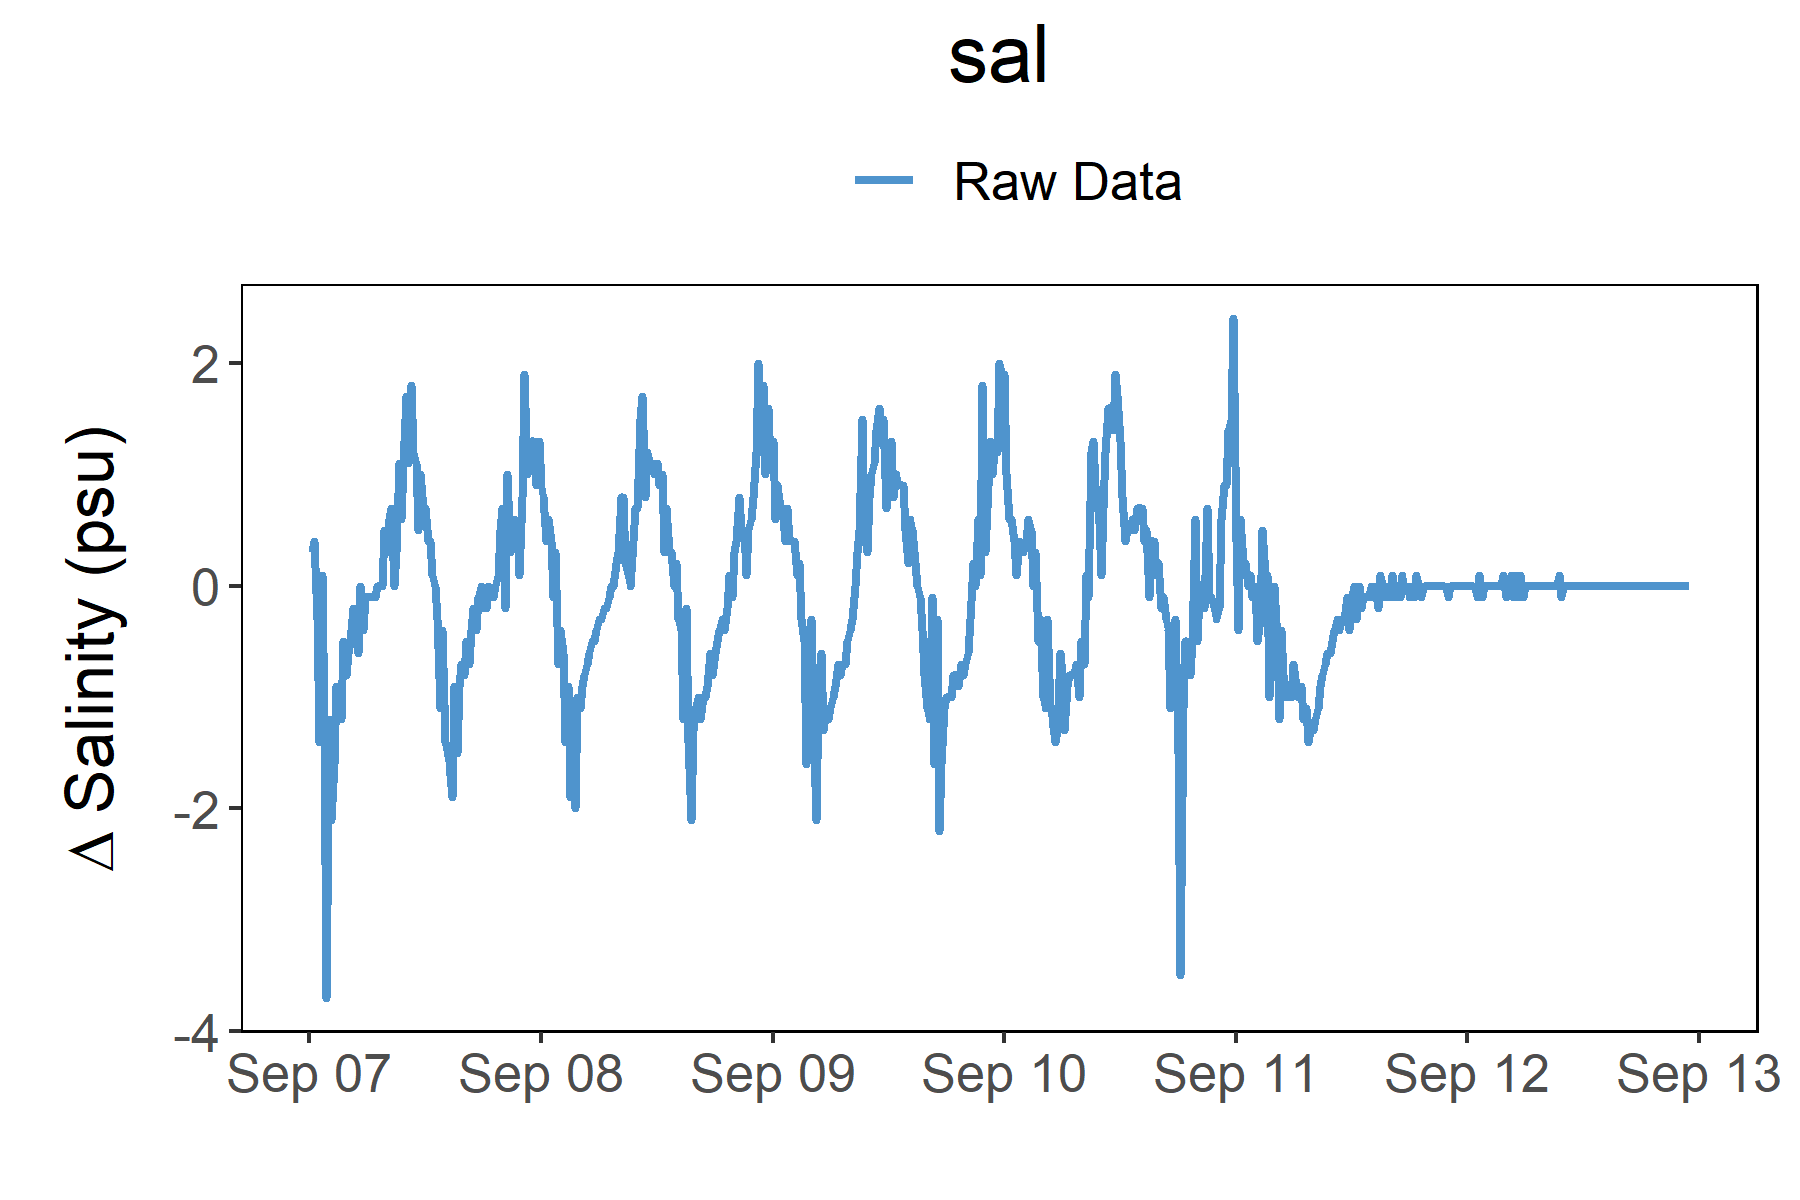 sal
Raw Data
Δ Salinity (psu)
2
0
-2
-4
Sep 07 Sep 08 Sep 09 Sep 10 Sep 11 Sep 12 Sep 13